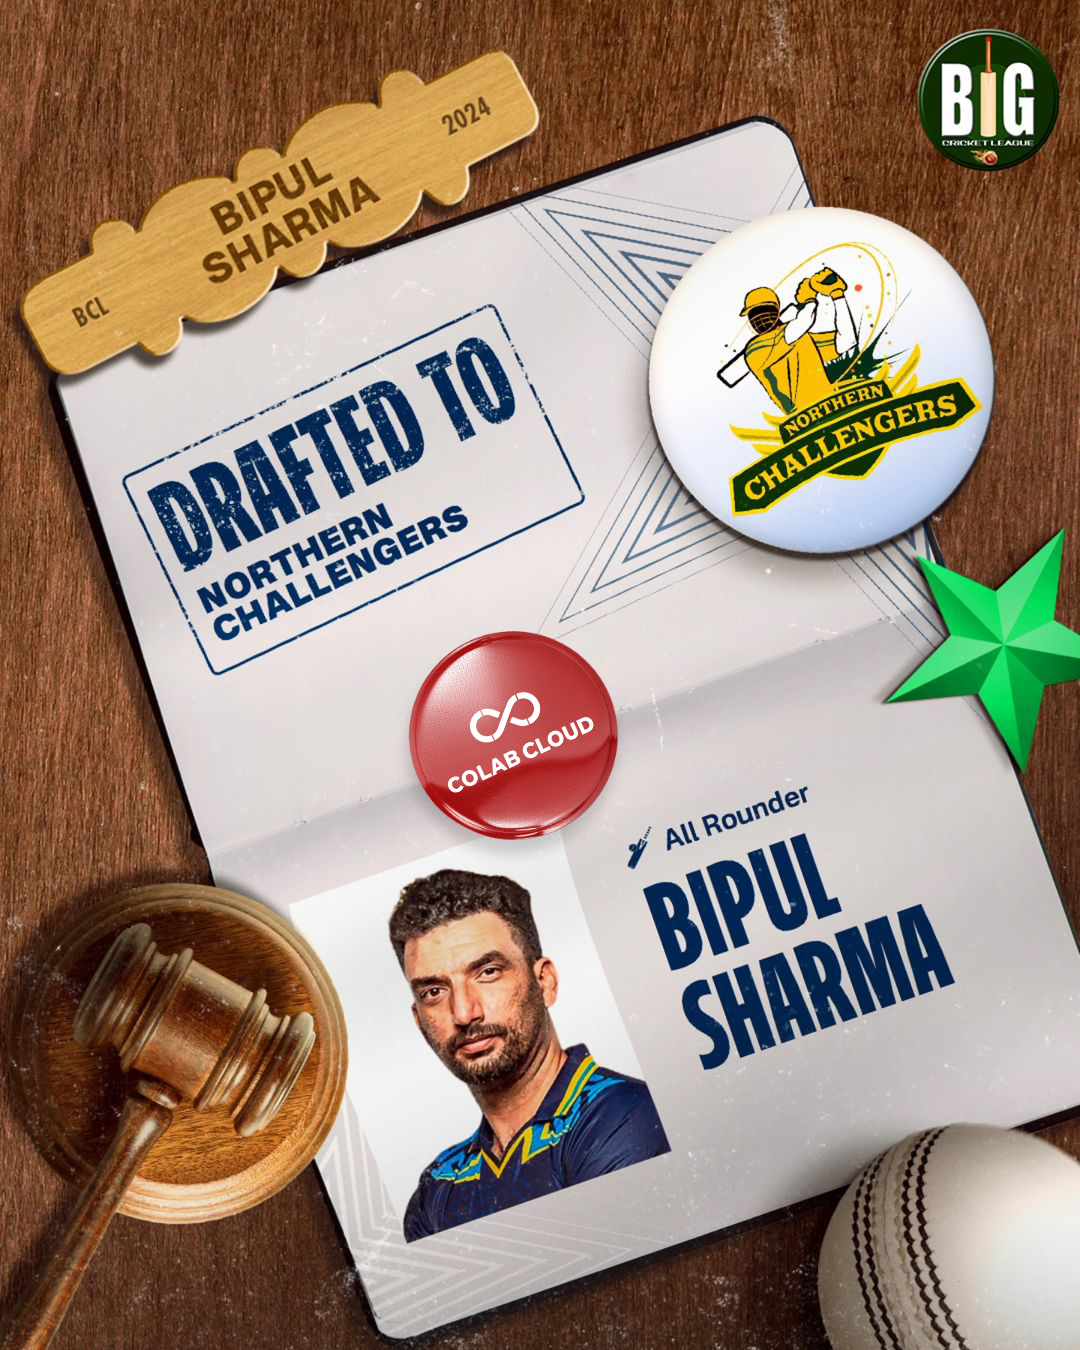 BIG
CRICKET LEAGUE
2024
BIPUL
SHARMA
BCL
NORTHERN
CHALLENGERS
DRAFTED TO
NORTHERN
CHALLENGERS
COLAB CLOUD
All Rounder
BIPUL
SHARMA